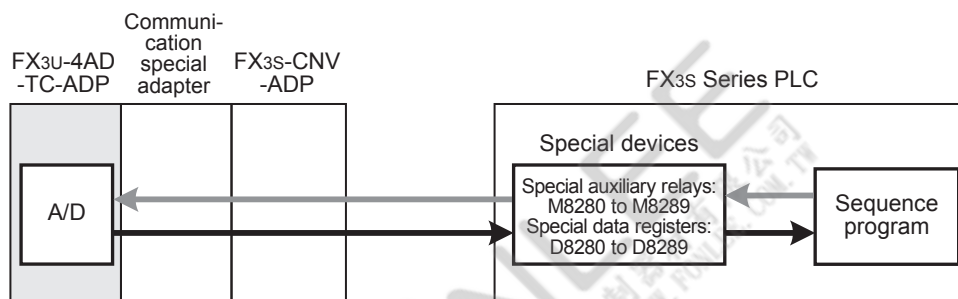 Communi-
cation
special
adapter
FX3U-4AD
-TC-ADP
FX3S-CNV
-ADP
FX3S Series PLC
Special devices
A/D
Special auxiliary relays:
M8280 to M8289
Special data registers:
D8280 to D8289
Sequence
program